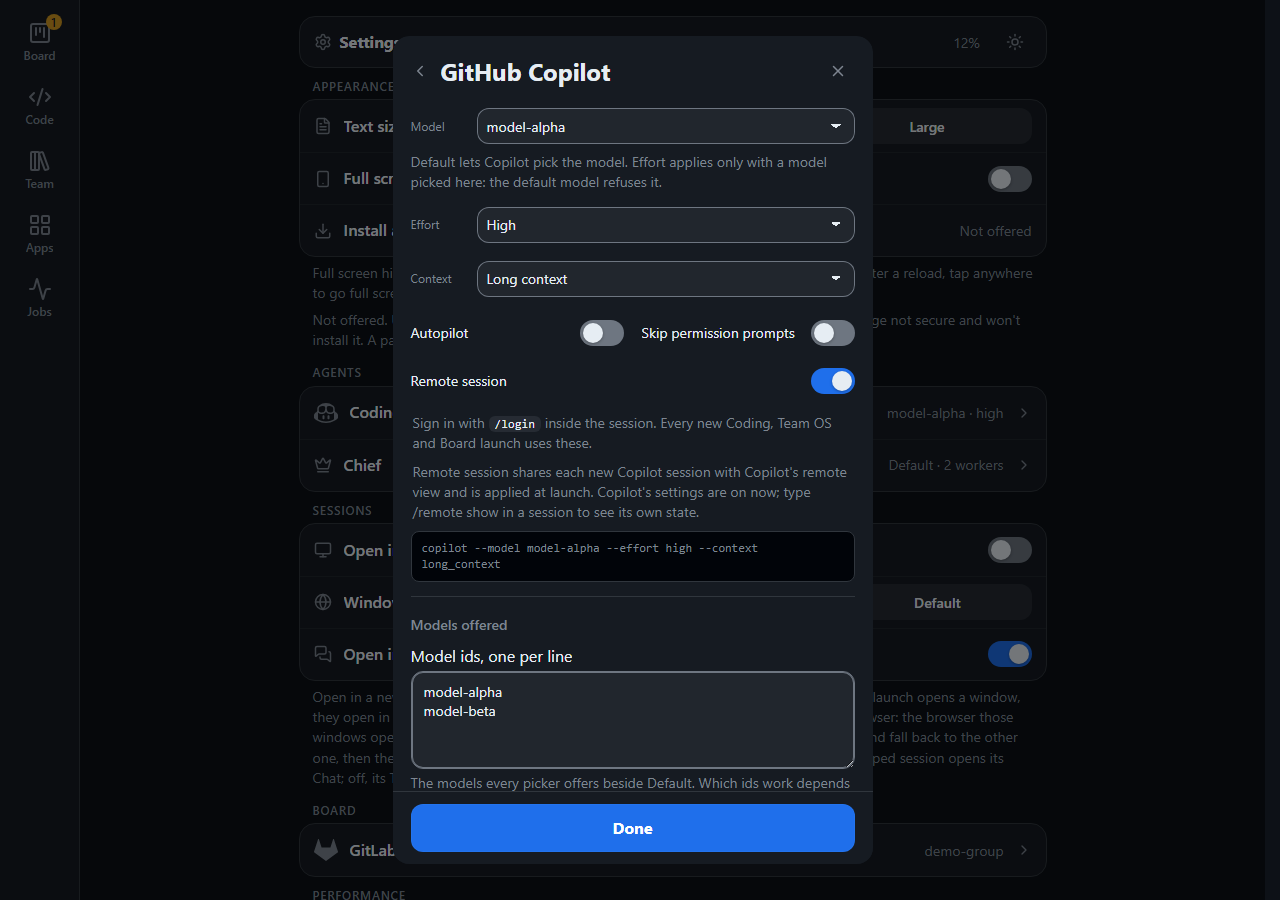 1
Board
Code
Team
Apps
Jobs
Settings
12%
APPEARANCE
Text siz
Large
Full scr
Install a
Not offered
Full screen hi
ter a reload, tap anywhere
to go full scre
Not offered.
ge not secure and won't
install it. A pa
AGENTS
Coding
model-alpha · high
Chief
Default · 2 workers
SESSIONS
Open in
Window
Default
Open in
Open in a new
launch opens a window,
they open in
wser: the browser those
windows ope
nd fall back to the other
one, then the
ped session opens its
Chat; off, its T
BOARD
GitLab
demo-group
PERFORMANCE
GitHub Copilot
Model
model-alpha
Default lets Copilot pick the model. Effort applies only with a model
picked here: the default model refuses it.
Effort
High
Context
Long context
Autopilot
Skip permission prompts
Remote session
Sign in with /login inside the session. Every new Coding, Team OS
and Board launch uses these.
Remote session shares each new Copilot session with Copilot's remote
view and is applied at launch. Copilot's settings are on now; type
/remote show in a session to see its own state.
copilot --model model-alpha --effort high --context
long_context
Models offered
Model ids, one per line
model-alpha
model-beta
The models every picker offers beside Default. Which ids work depends
Done